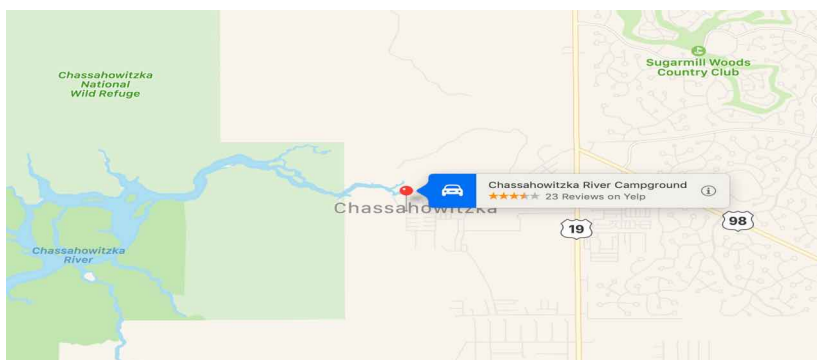 Chassahowitzka
National
Wild Refuge
Sugarmill Woods
Country Club
Chassahowitzka River Campground
23 Reviews on Yelp
Chassahowitzka
19
98
Chassahowitzka
River